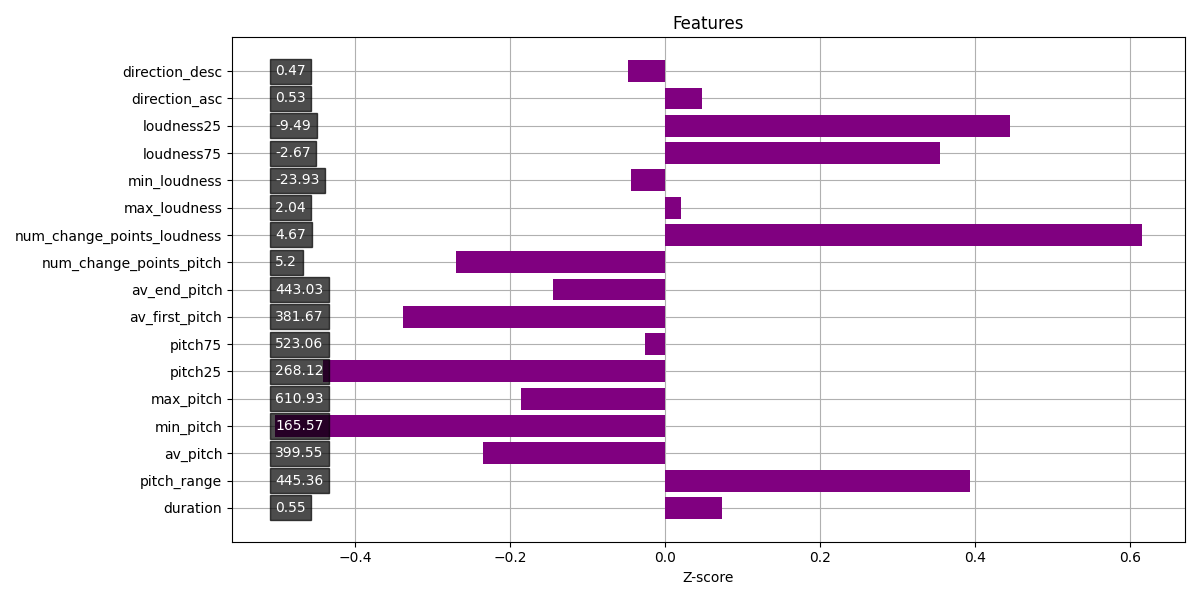 Features
direction_desc 0.47
direction_asc 0.53
loudness25 -9.49
loudness75 -2.67
min_loudness -23.93
max_loudness 2.04
num_change_points_loudness 4.67
num_change_points_pitch 5.2
av_end_pitch 443.03
av_first_pitch 381.67
pitch75 523.06
pitch25 268.12
max_pitch 610.93
min_pitch 165.57
av_pitch 399.55
pitch_range 445.36
duration 0.55
−0.4 −0.2 0.0 0.2 0.4 0.6
Z-score